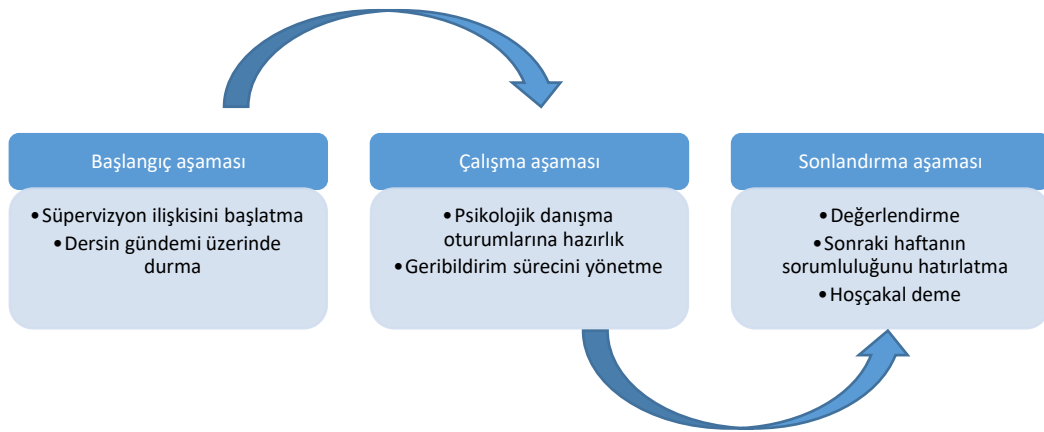 Başlangıç aşaması
•Süpervizyon ilişkisini başlatma
•Dersin gündemi üzerinde
durma
Çalışma aşaması
•Psikolojik danışma
oturumlarına hazırlık
•Geribildirim sürecini yönetme
Sonlandırma aşaması
•Değerlendirme
•Sonraki haftanın
sorumluluğunu hatırlatma
•Hoşçakal deme